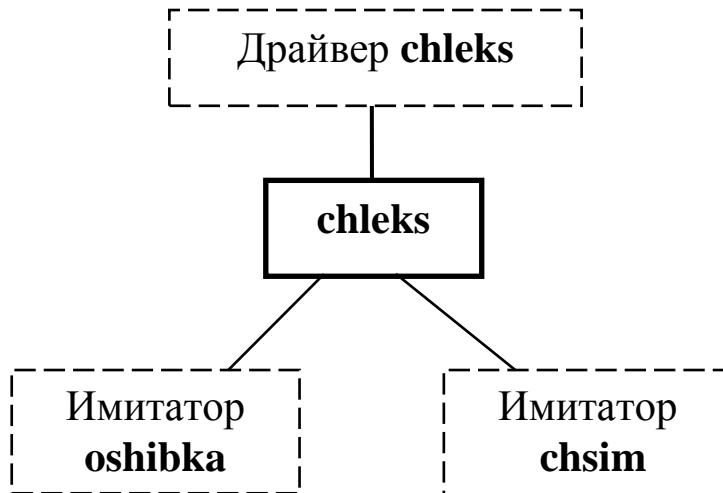 Драйвер chleks
chleks
Имитатор
oshibka
Имитатор
chsim